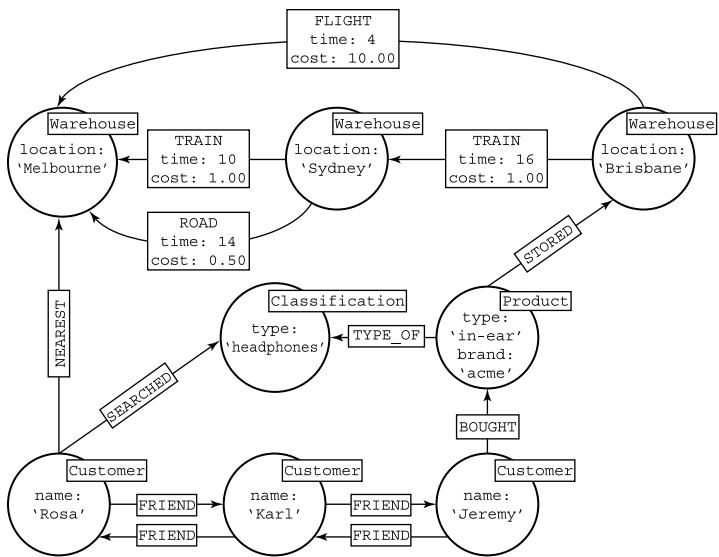 FLIGHT
time: 4
cost: 10.00
Warehouse
location:
‘Melbourne’
TRAIN
time: 10
cost: 1.00
Warehouse
location:
‘Sydney’
TRAIN
time: 16
cost: 1.00
Warehouse
location:
‘Brisbane’
ROAD
time: 14
cost: 0.50
STORED
NEAREST
Classification
type:
‘headphones’
TYPE_OF
Product
type:
‘in-ear’
brand:
‘acme’
SEARCHED
BOUGHT
Customer
name:
‘Rosa’
FRIEND
FRIEND
Customer
name:
‘Karl’
FRIEND
FRIEND
Customer
name:
‘Jeremy’